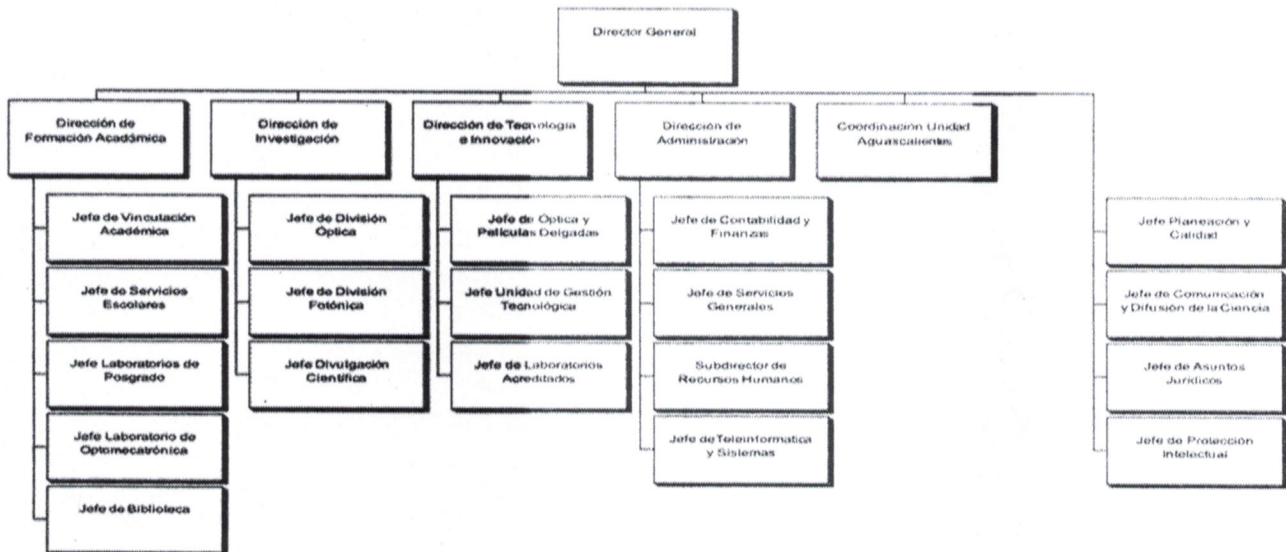 Director General
Dirección de
Formación Académica
Dirección de
Investigación
Dirección de Tecnología
e Innovación
Dirección de
Administración
Coordinación Unidad
Aguascalientes
Jefe de Vinculación
Académica
Jefe de Servicios
Escolares
Jefe Laboratorios de
Posgrado
Jefe Laboratorio de
Optomecatrónica
Jefe de Biblioteca
Jefe de División
Óptica
Jefe de División
Fotónica
Jefe Divulgación
Científica
Jefe de Óptica y
Películas Delgadas
Jefe Unidad de Gestión
Tecnológica
Jefe de Laboratorios
Acreditados
Jefe de Contabilidad y
Finanzas
Jefe de Servicios
Generales
Subdirector de
Recursos Humanos
Jefe de Teleinformatica
y Sistemas
Jefe Planeación y
Calidad
Jefe de Comunicación
y Difusión de la Ciencia
Jefe de Asuntos
Jurídicos
Jefe de Protección
Intelectual